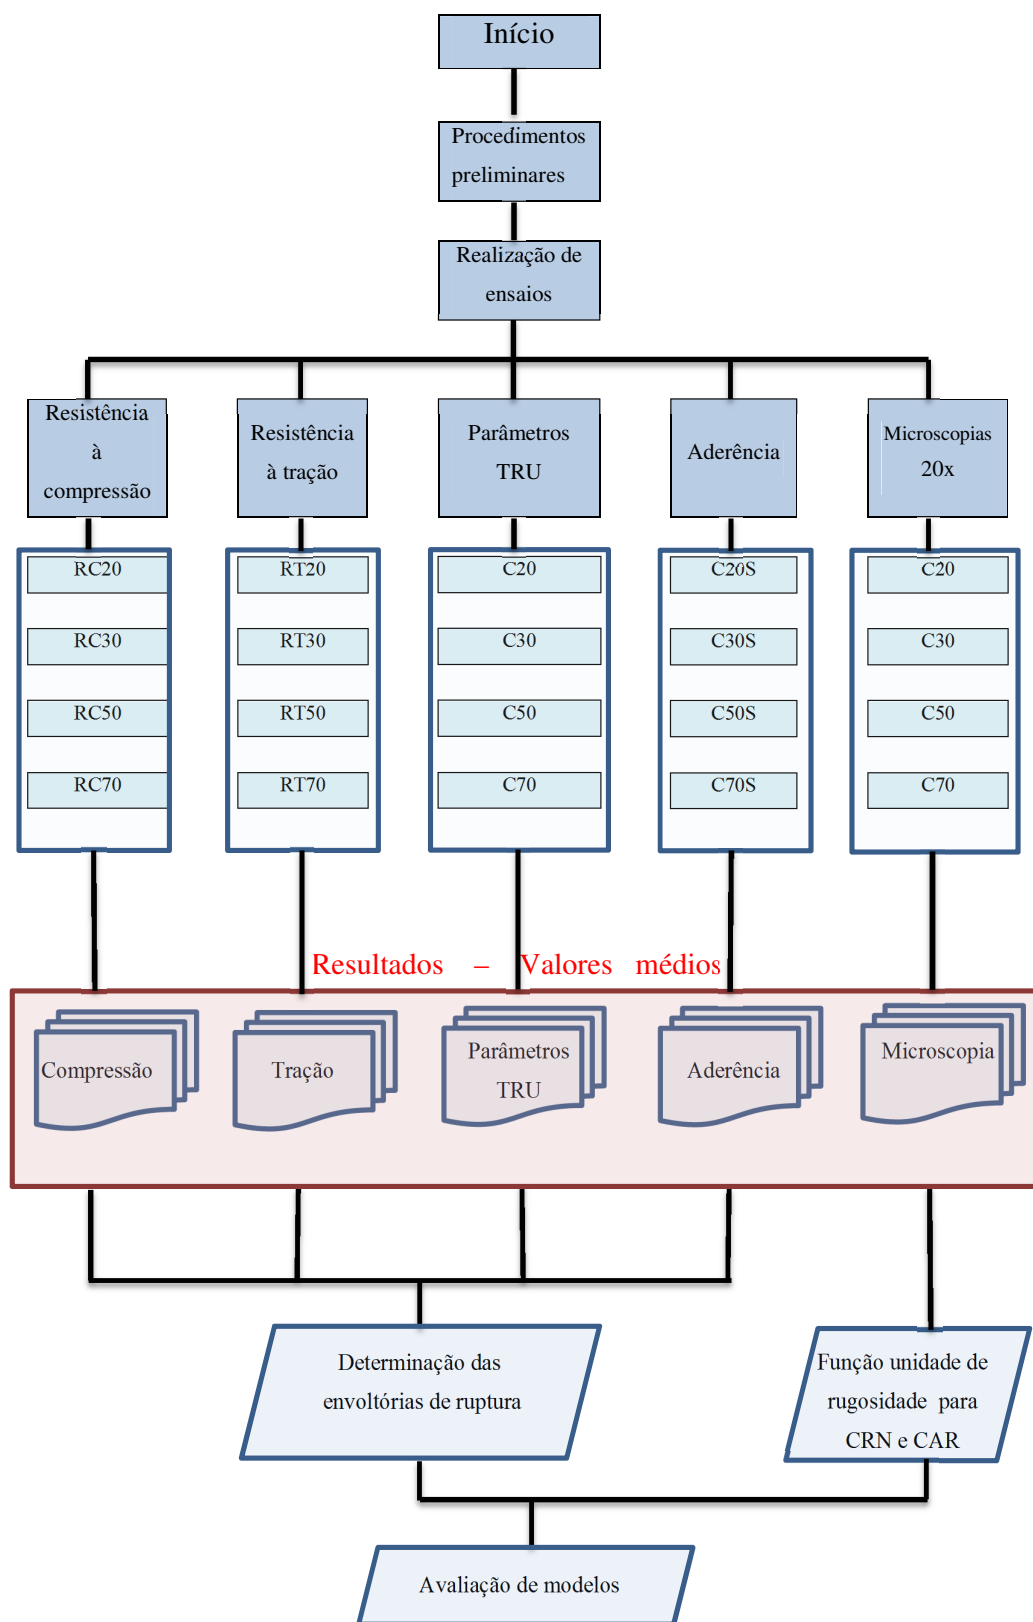 Início
Procedimentos
preliminares
Realização de
ensaios
Resistência
à
compressão
Resistência
à tração
Parâmetros
TRU
Aderência
Microscopias
20x
RC20
RT20
C20
C20S
C20
RC30
RT30
C30
C30S
C30
RC50
RT50
C50
C50S
C50
RC70
RT70
C70
C70S
C70
Resultados – Valores médios
Compressão
Tração
Parâmetros
TRU
Aderência
Microscopia
Determinação das
envoltórias de ruptura
Função unidade de
rugosidade para
CRN e CAR
Avaliação de modelos